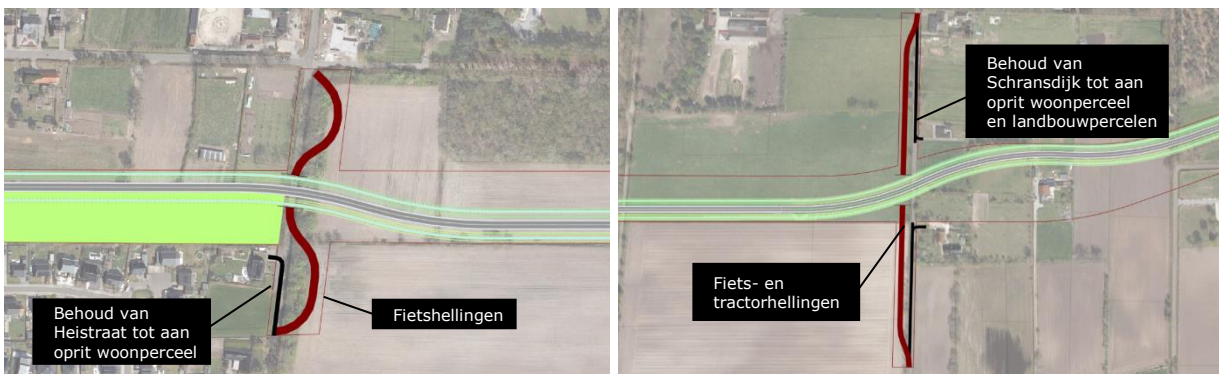 Behoud van
Heistraat tot aan
oprit woonperceel
Fietshellingen
Behoud van
Schransdijk tot aan
oprit woonperceel
en landbouwpercelen
Fiets- en
tractorhellingen